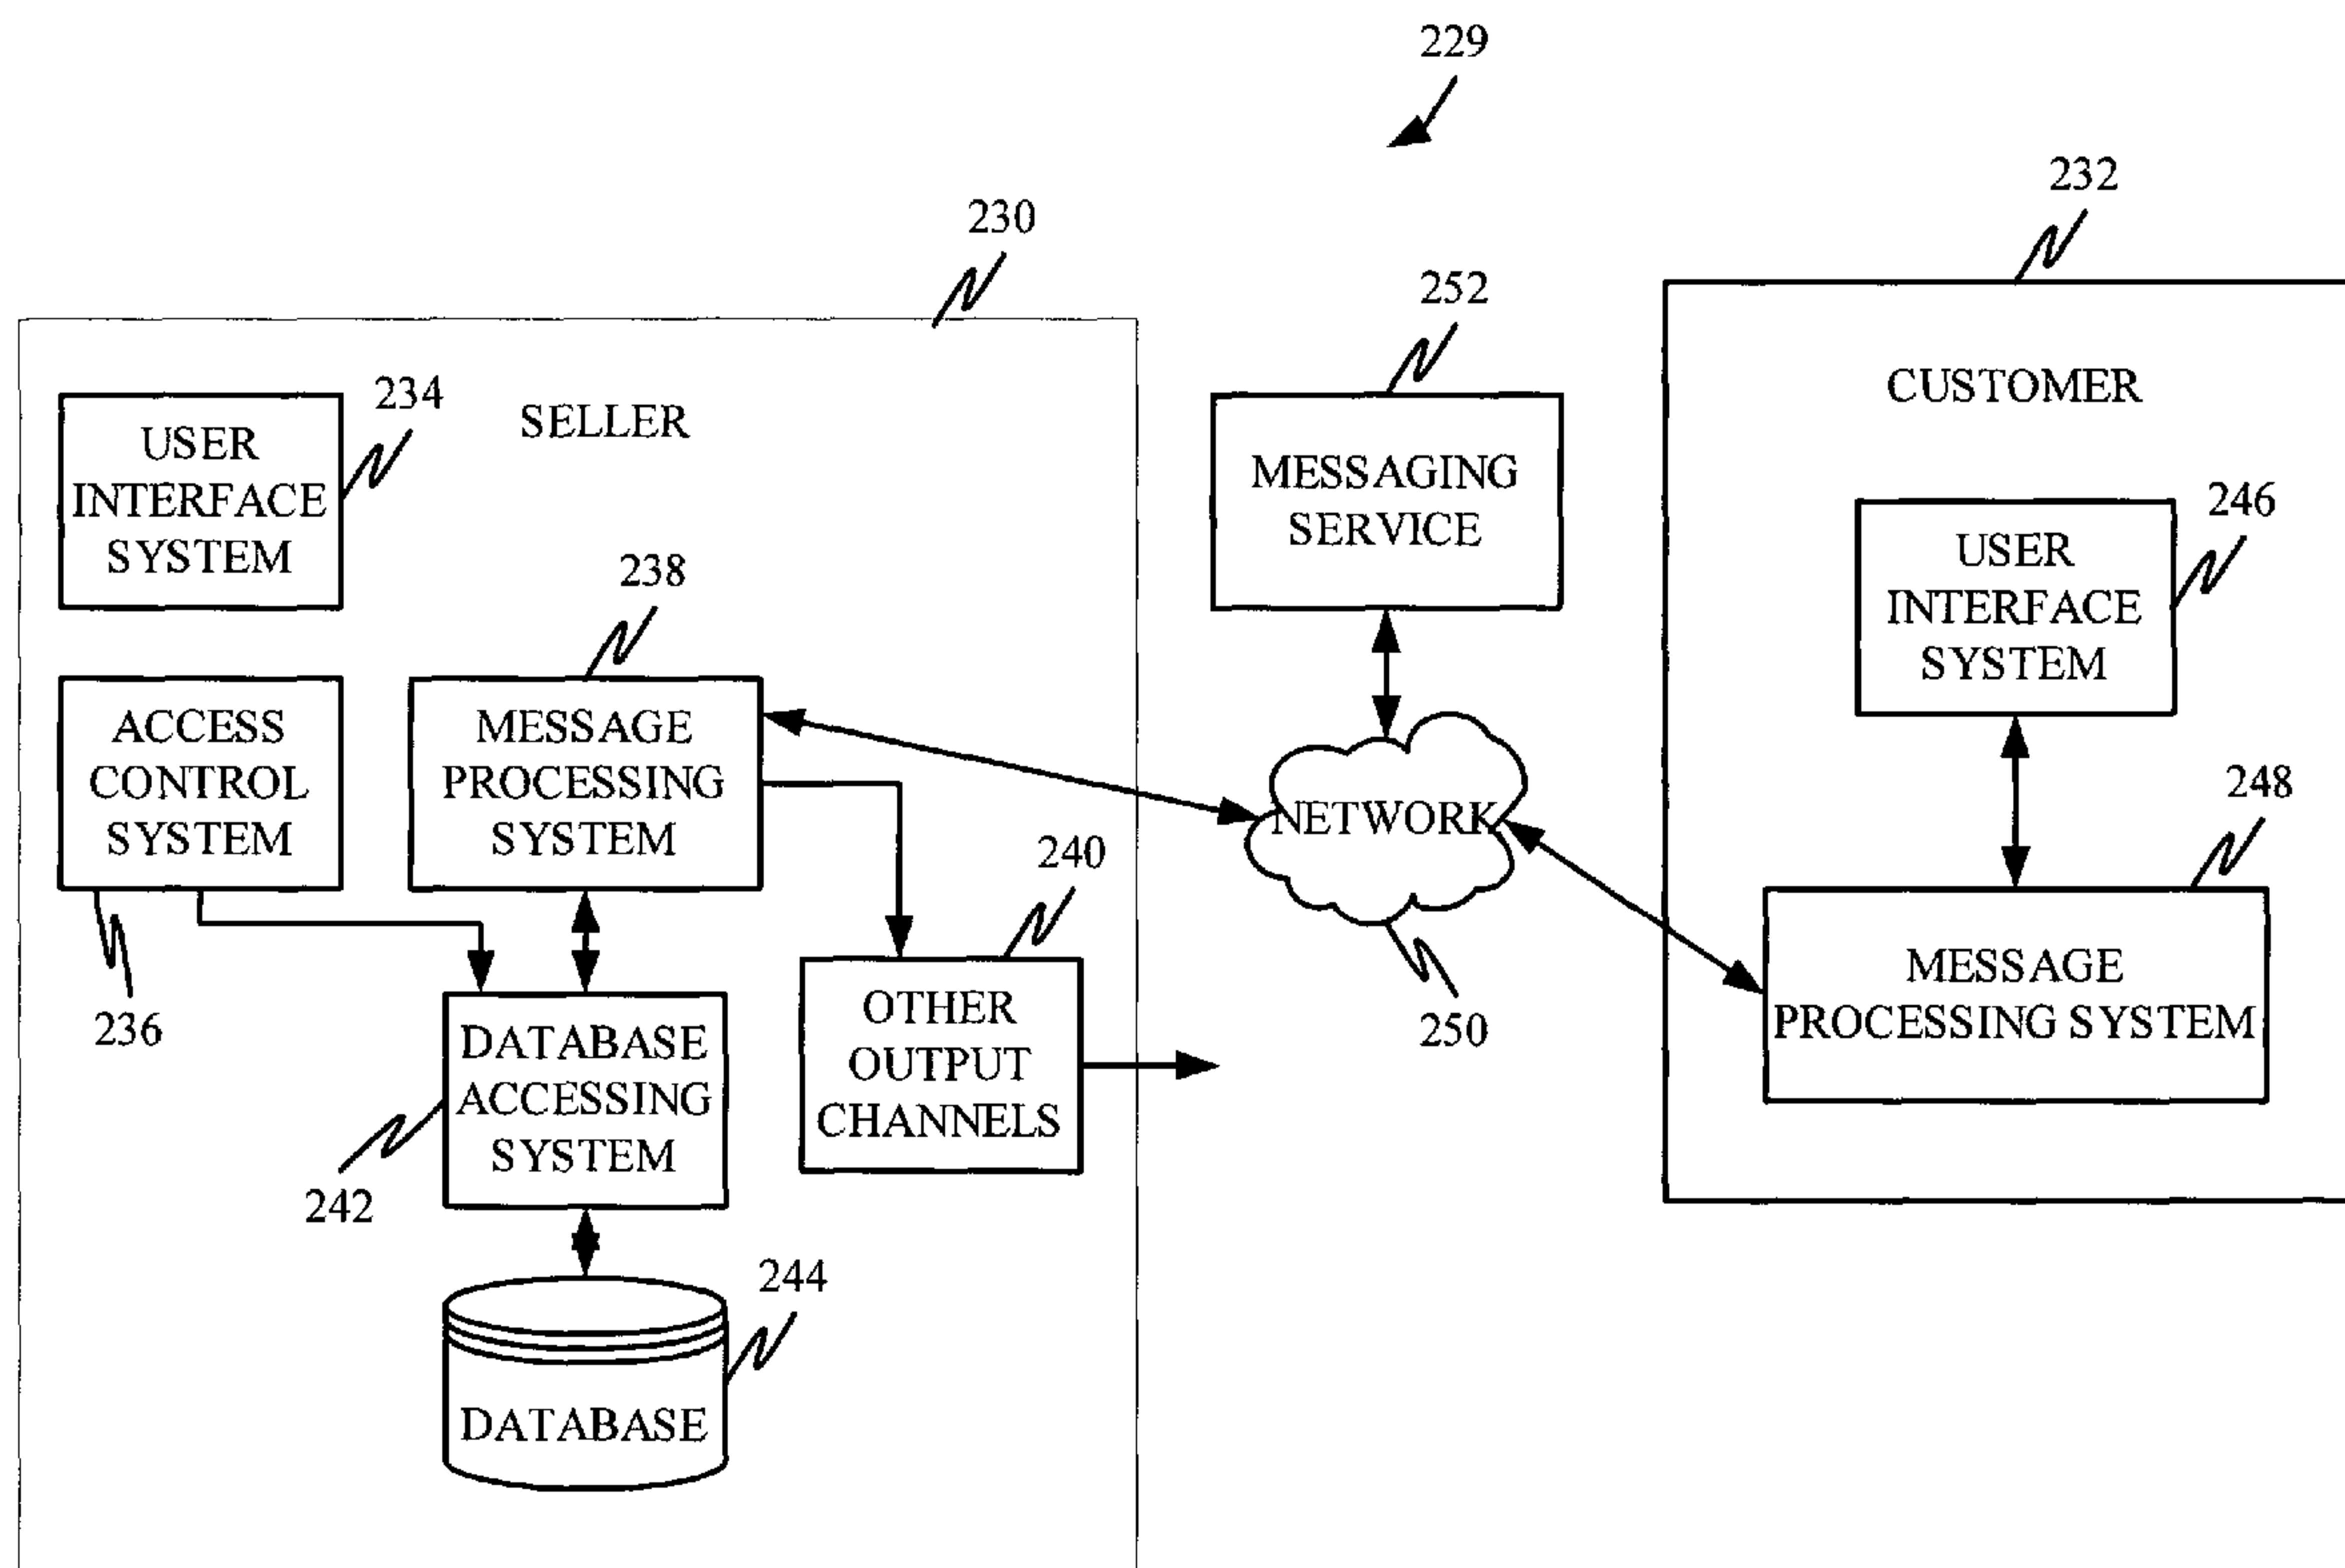 229
232
230
252
CUSTOMER
234
SELLER
USER
INTERFACE
SYSTEM
MESSAGING
SERVICE
246
USER
INTERFACE
SYSTEM
238
ACCESS
CONTROL
SYSTEM
MESSAGE
PROCESSING
SYSTEM
NETWORK
248
240
236
250
MESSAGE
PROCESSING SYSTEM
OTHER
OUTPUT
CHANNELS
DATABASE
ACCESSING
SYSTEM
242
244
DATABASE